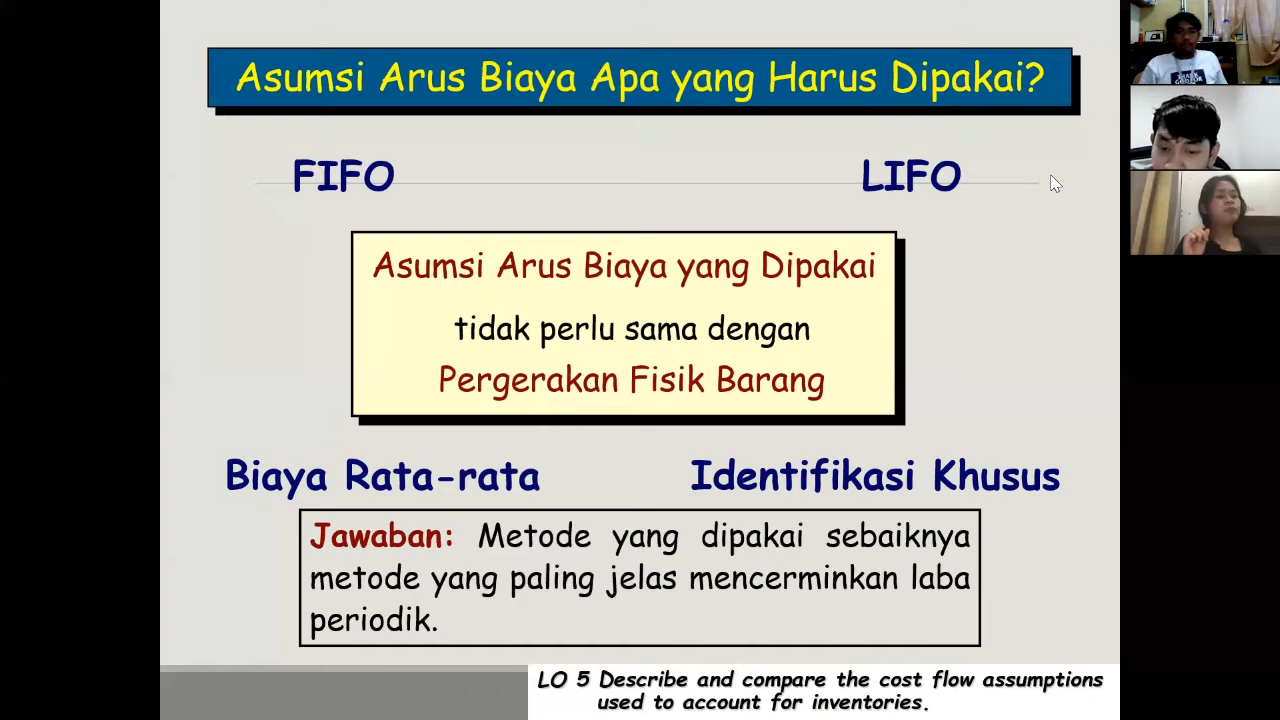 Asumsi Arus Biaya Apa yang Harus Dipakai?
FIFO
LIFO
Asumsi Arus Biaya yang Dipakai
tidak perlu sama dengan
Pergerakan Fisik Barang
Biaya Rata-rata
Identifikasi Khusus
Jawaban: Metode yang dipakai sebaiknya
metode yang paling jelas mencerminkan laba
periodik.
LO 5 Describe and compare the cost flow assumptions
used to account for inventories.